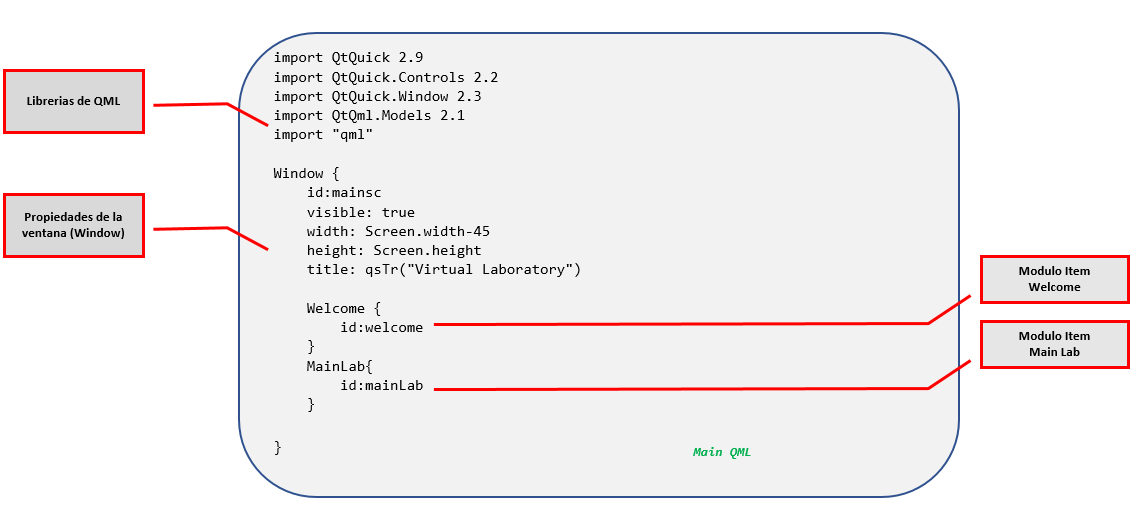 import QtQuick 2.9
import QtQuick.Controls 2.2
import QtQuick.Window 2.3
import QtQml.Models 2.1
import "qml"
Librerias de QML
Window {
id:mainsc
visible: true
width: Screen.width-45
height: Screen.height
title: qsTr("Virtual Laboratory")
Propiedades de la
ventana (Window)
Welcome {
id:welcome
}
MainLab{
id:mainLab
}
}
Modulo Item
Welcome
Modulo Item
Main Lab
Main QML